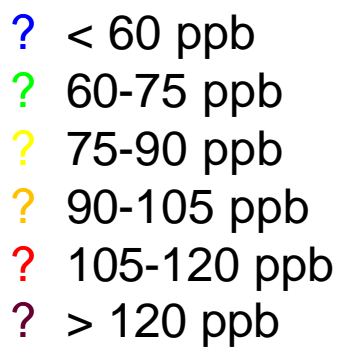 ? < 60 ppb
? 60-75 ppb
? 75-90 ppb
? 90-105 ppb
? 105-120 ppb
? > 120 ppb